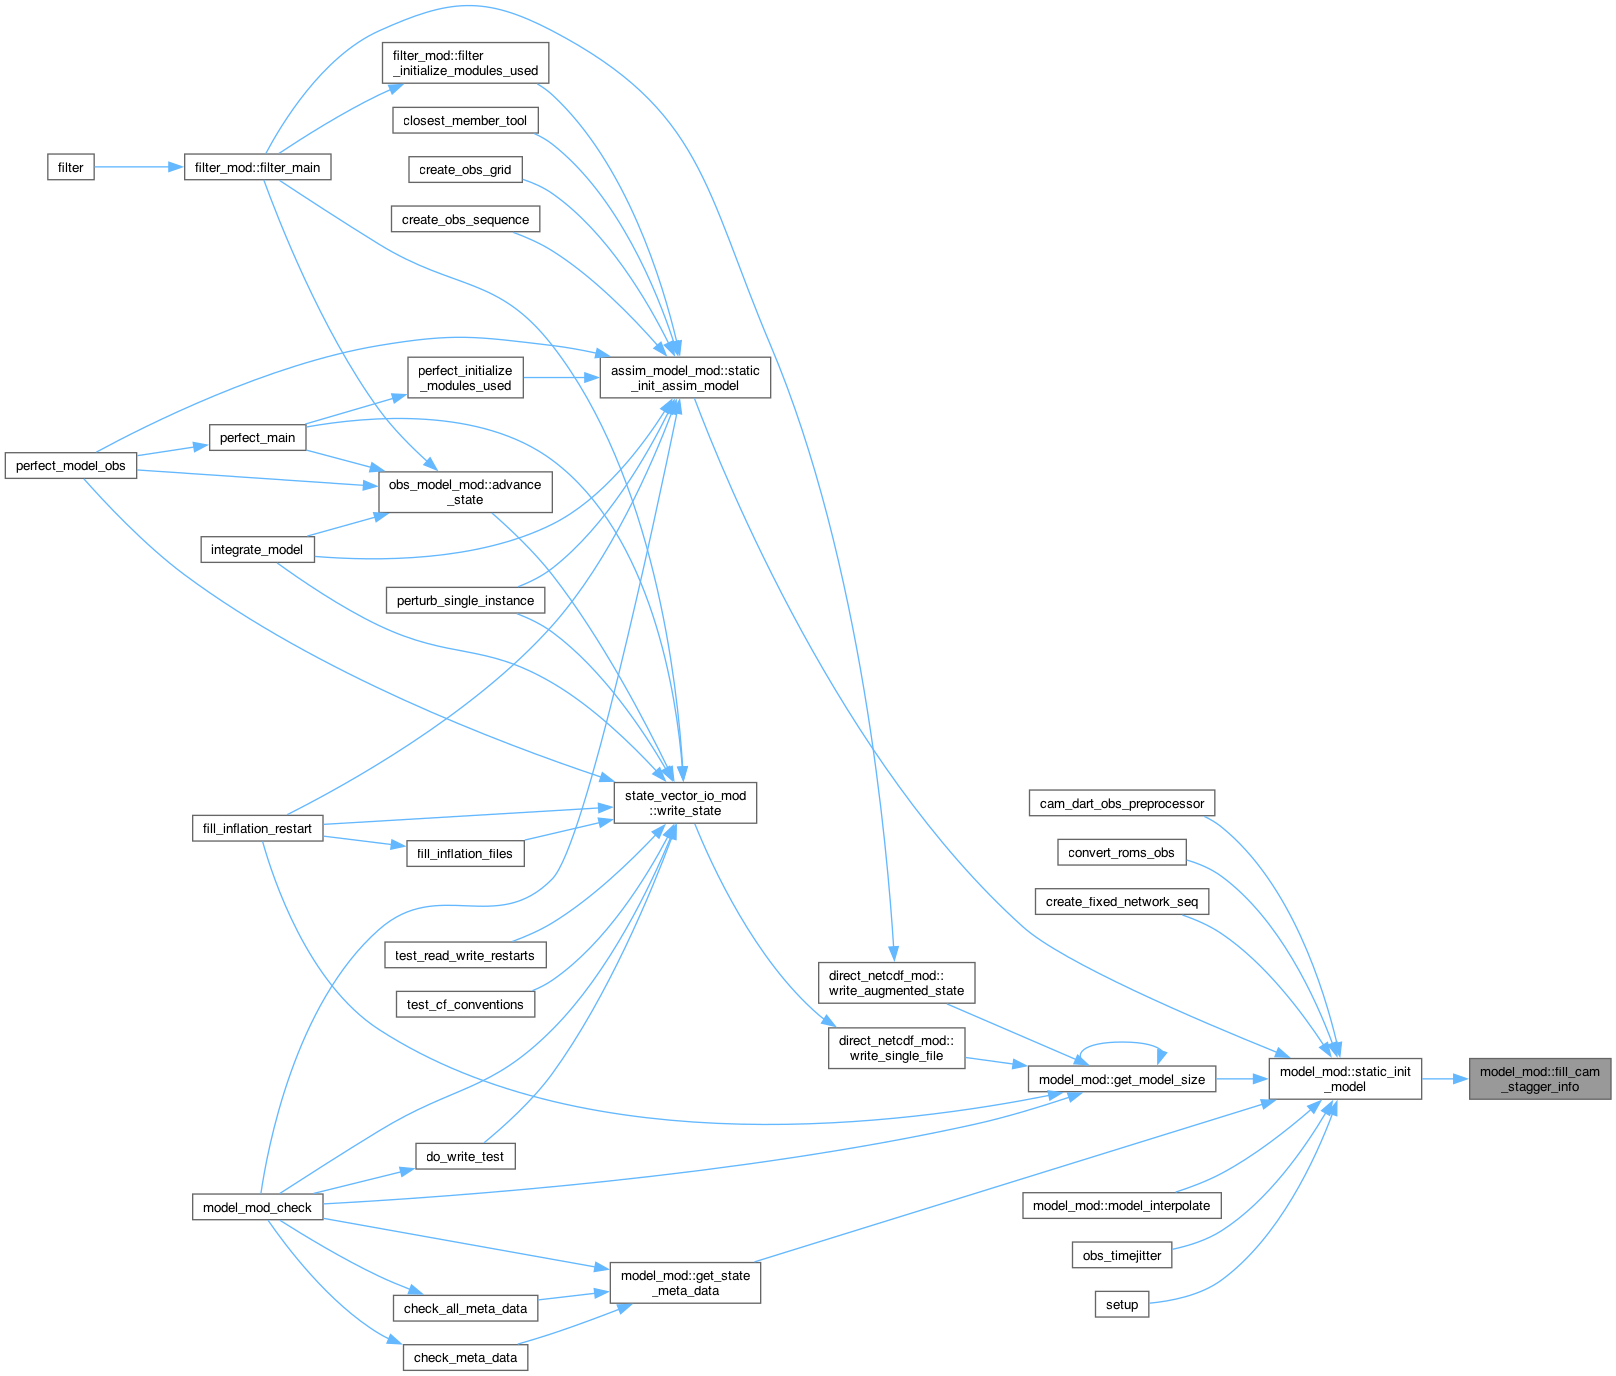 filter_mod::filter
_initialize_modules_used
closest_member_tool
filter
filter_mod::filter_main
create_obs_grid
create_obs_sequence
perfect_initialize
_modules_used
assim_model_mod::static
_init_assim_model
perfect_main
perfect_model_obs
obs_model_mod::advance
_state
integrate_model
perturb_single_instance
state_vector_io_mod
::write_state
cam_dart_obs_preprocessor
fill_inflation_restart
fill_inflation_files
convert_roms_obs
create_fixed_network_seq
test_read_write_restarts
direct_netcdf_mod::
write_augmented_state
test_cf_conventions
direct_netcdf_mod::
write_single_file
model_mod::get_model_size
model_mod::static_init
_model
model_mod::fill_cam
_stagger_info
do_write_test
model_mod_check
model_mod::model_interpolate
obs_timejitter
model_mod::get_state
_meta_data
check_all_meta_data
setup
check_meta_data